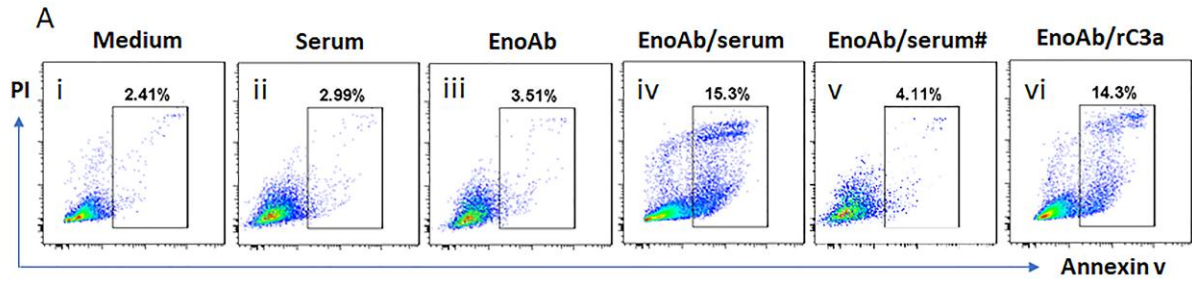 A
Medium Serum EnoAb EnoAb/serum EnoAb/serum# EnoAb/rC3a
PI i 2.41% ii 2.99% iii 3.51% iv 15.3% v 4.11% vi 14.3%
Annexin v